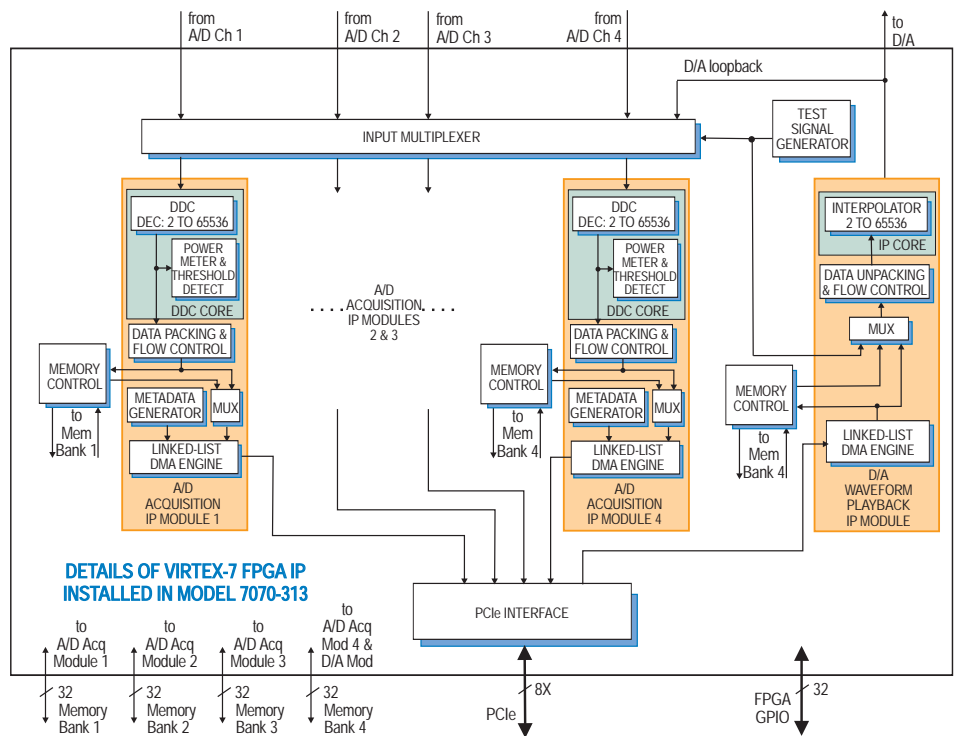 from
A/D Ch 1
from
A/D Ch 2
from
A/D Ch 3
from
A/D Ch 4
to
D/A
D/A loopback
INPUT MULTIPLEXER
TEST
SIGNAL
GENERATOR
DDC
DEC: 2 TO 65536
POWER
METER &
THRESHOLD
DETECT
DDC CORE
DATA PACKING &
FLOW CONTROL
MEMORY
CONTROL
METADATA
GENERATOR
MUX
to
Mem
Bank 1
LINKED-LIST
DMA ENGINE
A/D
ACQUISITION
IP MODULE 1
A/D
ACQUISITION
IP MODULES
2 & 3
DDC
DEC: 2 TO 65536
POWER
METER &
THRESHOLD
DETECT
DDC CORE
DATA PACKING &
FLOW CONTROL
MEMORY
CONTROL
METADATA
GENERATOR
MUX
to
Mem
Bank 4
LINKED-LIST
DMA ENGINE
A/D
ACQUISITION
IP MODULE 4
INTERPOLATOR
2 TO 65536
IP CORE
DATA UNPACKING
& FLOW CONTROL
MUX
MEMORY
CONTROL
to
Mem
Bank 4
LINKED-LIST
DMA ENGINE
D/A
WAVEFORM
PLAYBACK
IP MODULE
DETAILS OF VIRTEX-7 FPGA IP
INSTALLED IN MODEL 7070-313
PCIe INTERFACE
to
A/D Acq
Module 1
to
A/D Acq
Module 2
to
A/D Acq
Module 3
to
A/D Acq
Mod 4 &
D/A Mod
32
Memory
Bank 1
32
Memory
Bank 2
32
Memory
Bank 3
32
Memory
Bank 4
8X
PCIe
32
FPGA
GPIO